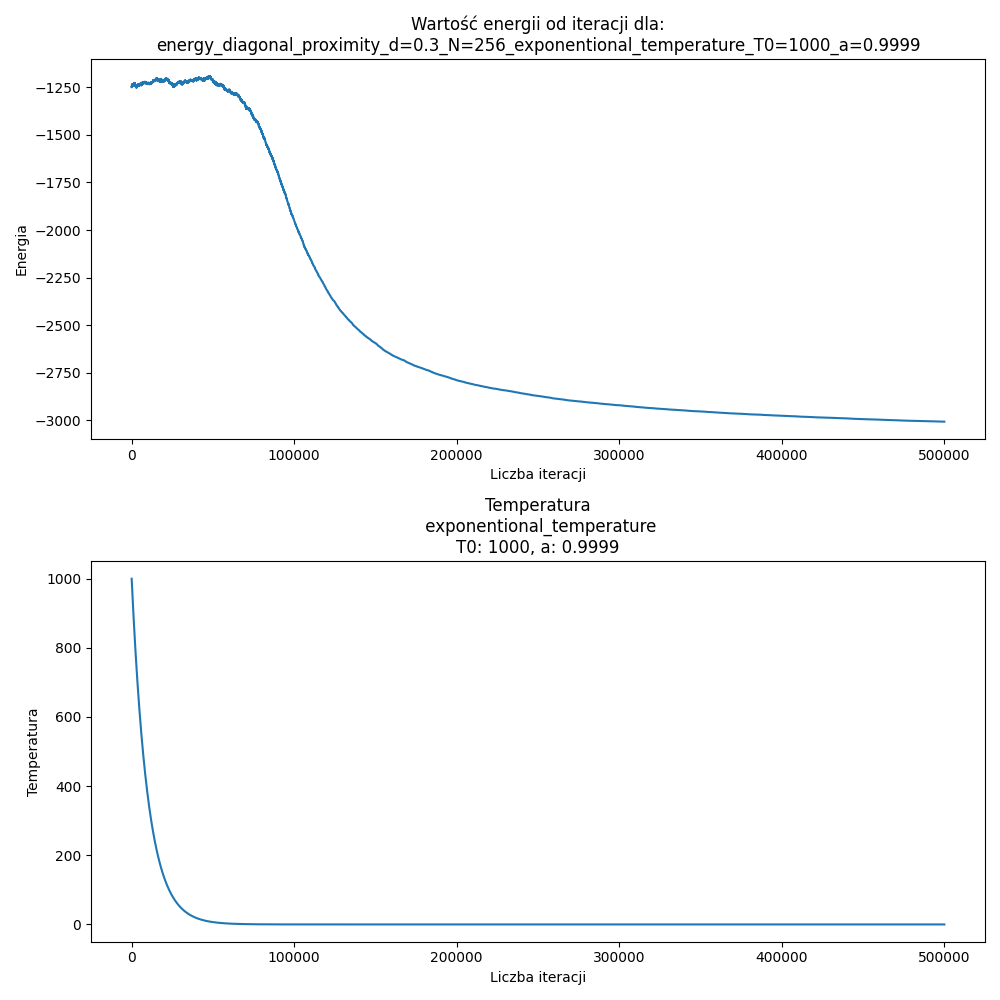 Wartość energii od iteracji dla:
energy_diagonal_proximity_d=0.3_N=256_exponentional_temperature_T0=1000_a=0.9999
−1250
−1500
−1750
−2000
−2250
−2500
−2750
−3000
Energia
0 100000 200000 300000 400000 500000
Liczba iteracji
Temperatura
exponentional_temperature
T0: 1000, a: 0.9999
1000
800
600
400
200
0
Temperatura
0 100000 200000 300000 400000 500000
Liczba iteracji